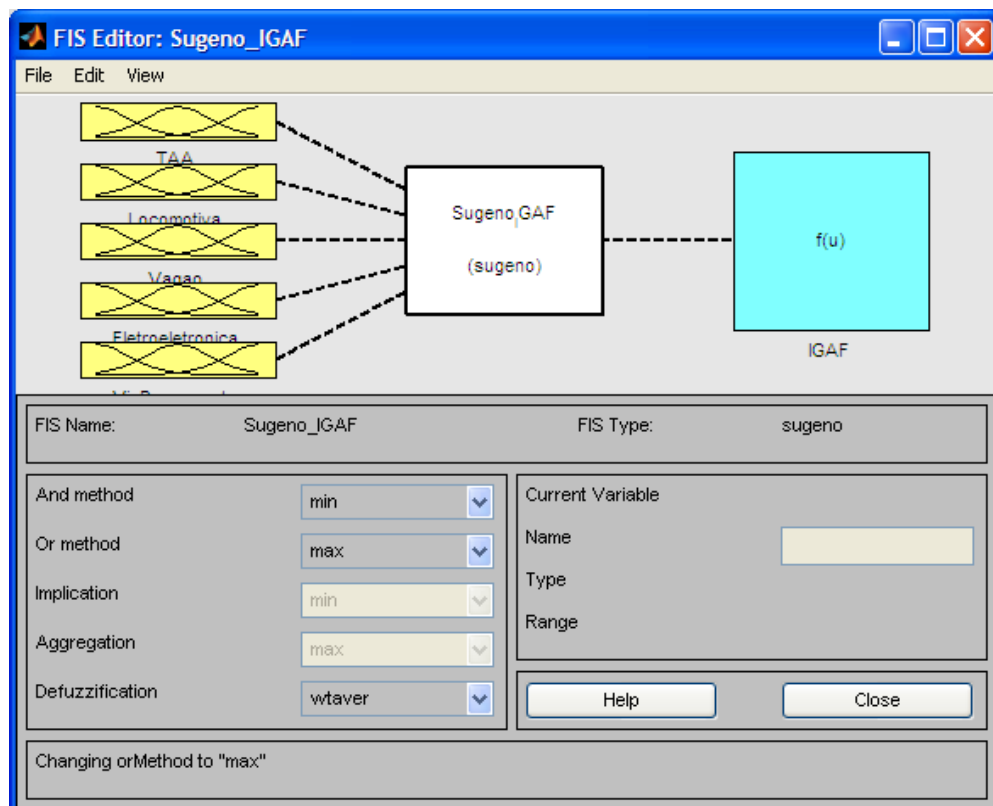 FIS Editor: Sugeno_IGAF
File Edit View
TAA
Locomotiva
Vagao
Eletroeletronica
Sugeno_IGAF
(sugeno)
f(u)
IGAF
FIS Name: Sugeno_IGAF FIS Type: sugeno
And method min
Or method max
Implication min
Aggregation max
Defuzzification wtaver
Current Variable
Name
Type
Range
Help Close
Changing orMethod to "max"